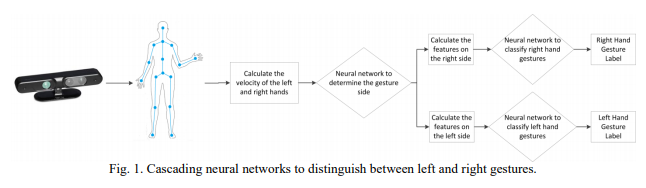 Calculate the
velocity of the left
and right hands
Neural network to
determine the gesture
side
Calculate the
features on
the right side
Neural network to
classify right hand
gestures
Right Hand
Gesture
Label
Calculate the
features on
the left side
Neural network to
classify left hand
gestures
Left Hand
Gesture
Label
Fig. 1. Cascading neural networks to distinguish between left and right gestures.